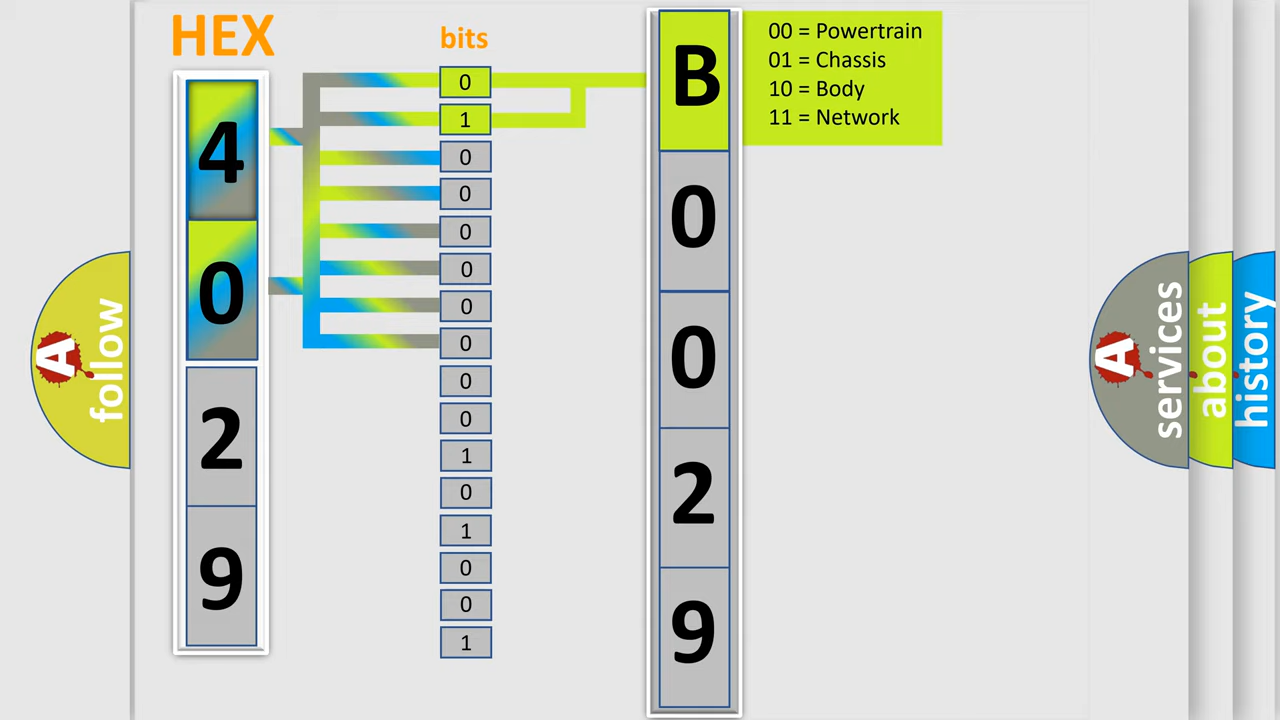 HEX
bits
4
0
2
9
0
1
0
0
0
0
0
0
0
0
1
0
1
0
0
1
B
0
0
2
9
00 = Powertrain
01 = Chassis
10 = Body
11 = Network
A
follow
A
services
about
history